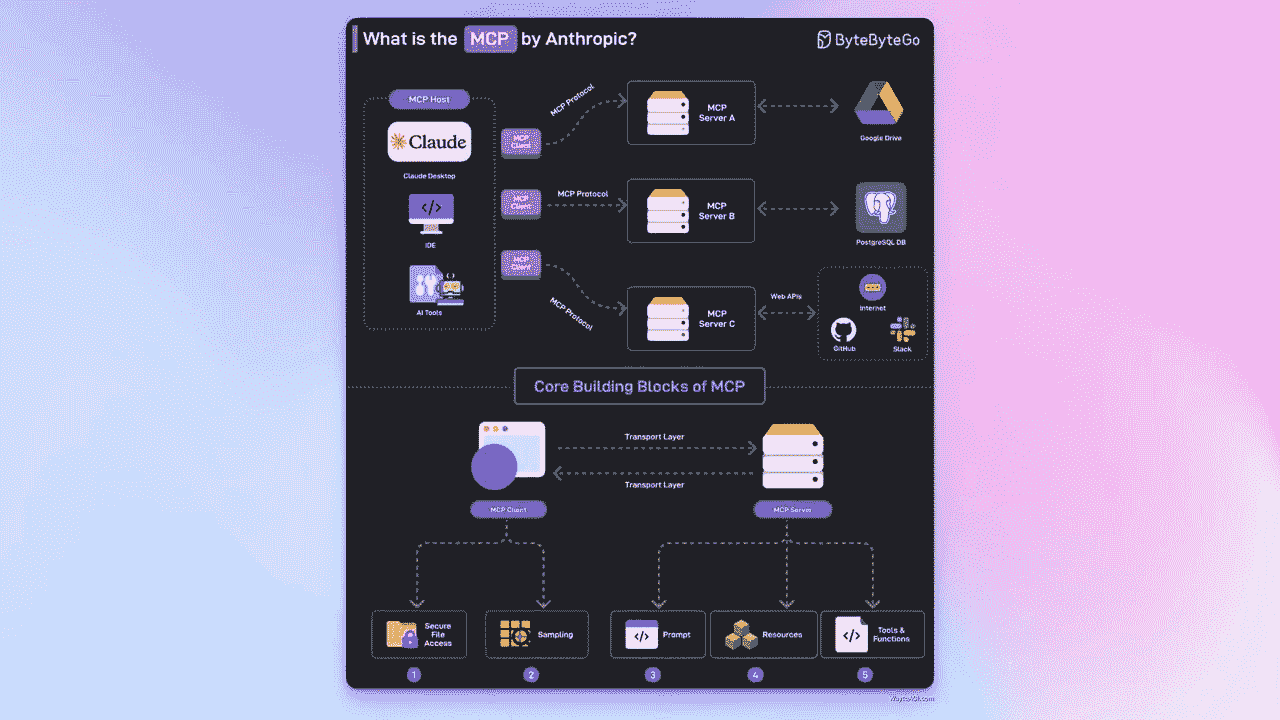 What is the MCP by Anthropic?
ByteByteGo
MCP Host
Claude
Claude Desktop
IDE
AI Tools
MCP
Client
MCP Protocol
MCP
Server A
Google Drive
MCP
Client
MCP Protocol
MCP
Server B
PostgreSQL DB
MCP
Client
MCP Protocol
MCP
Server C
Web APIs
Internet
GitHub
Slack
Core Building Blocks of MCP
Transport Layer
Transport Layer
MCP Client
MCP Server
Secure
File
Access
Sampling
Prompt
Resources
Tools &
Functions
1
2
3
4
5
WaytoAGI.com